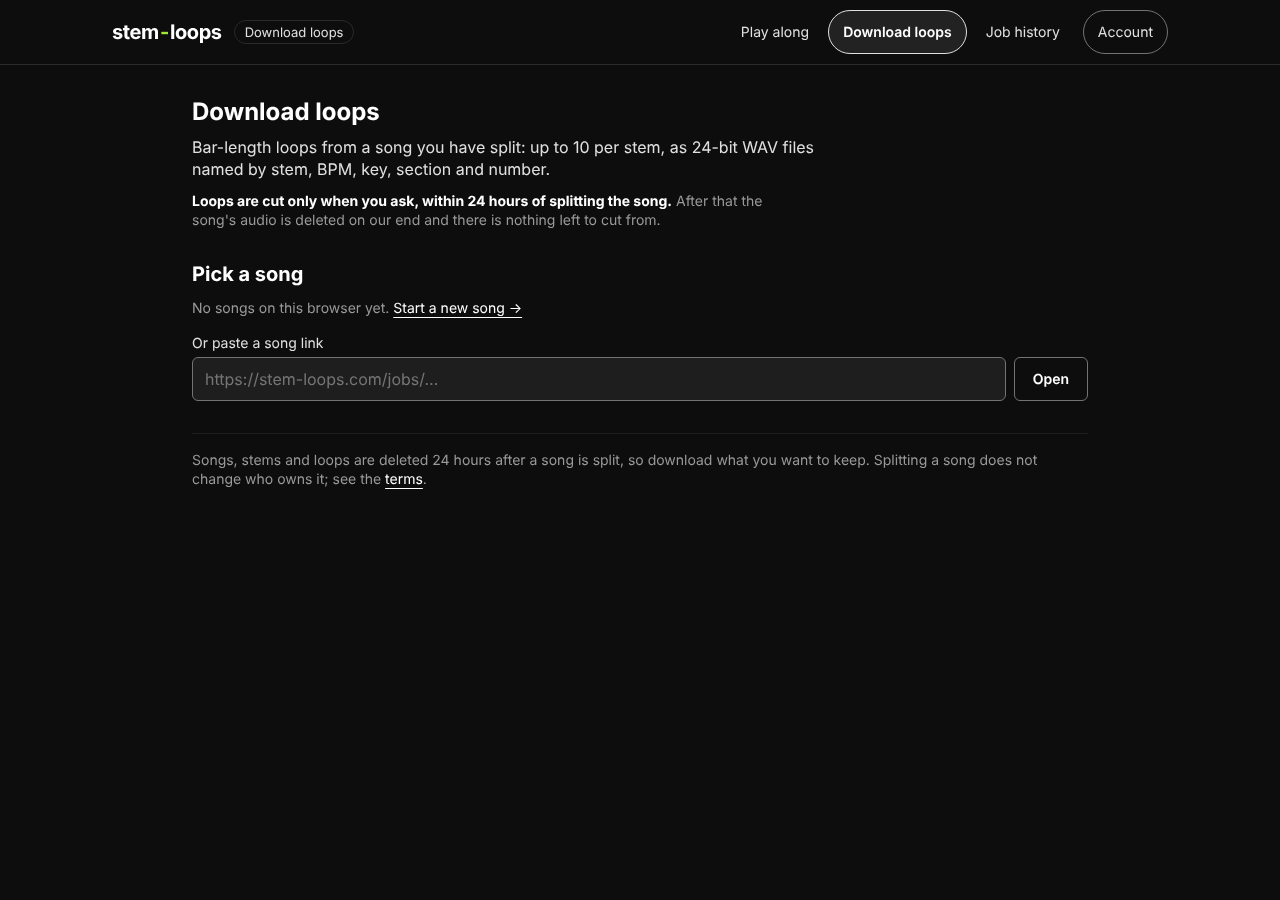 stem-loops
Download loops
Play along
Download loops
Job history
Account
Download loops
Bar-length loops from a song you have split: up to 10 per stem, as 24-bit WAV files
named by stem, BPM, key, section and number.
Loops are cut only when you ask, within 24 hours of splitting the song. After that the
song's audio is deleted on our end and there is nothing left to cut from.
Pick a song
No songs on this browser yet. Start a new song →
Or paste a song link
https://stem-loops.com/jobs/…
Open
Songs, stems and loops are deleted 24 hours after a song is split, so download what you want to keep. Splitting a song does not
change who owns it; see the terms.